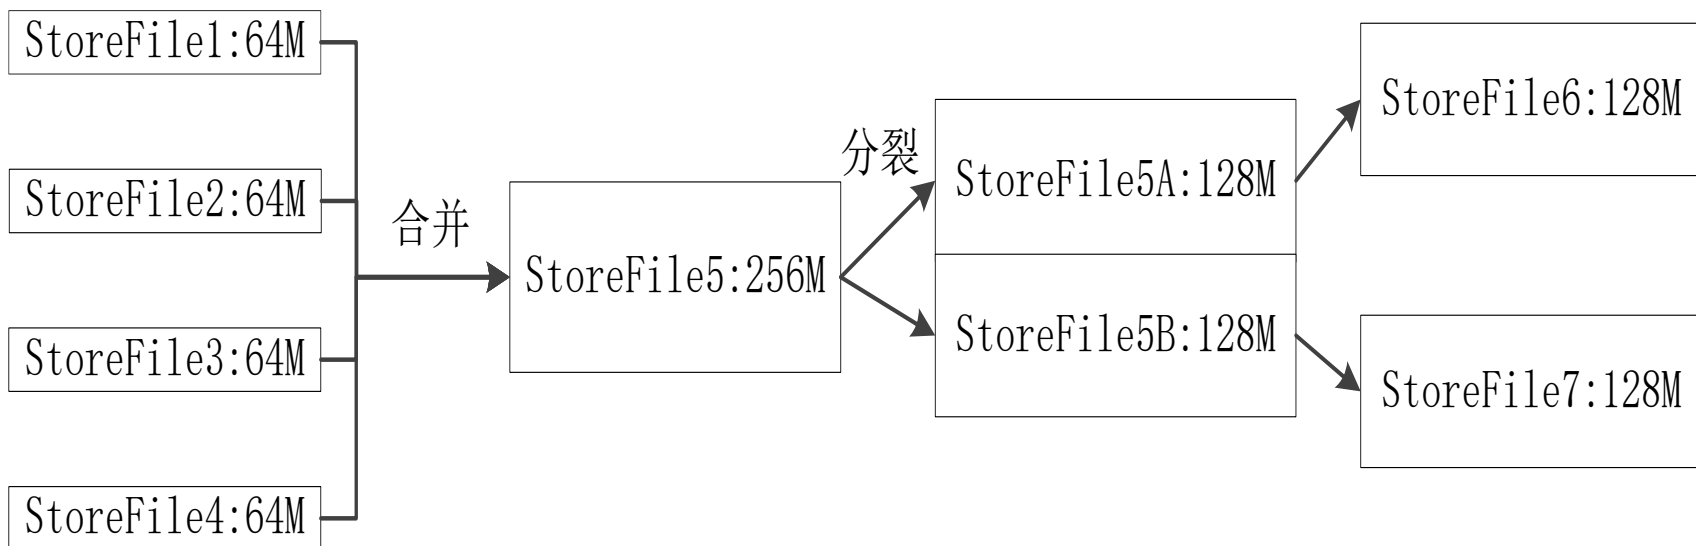 StoreFile1:64M
StoreFile2:64M
StoreFile3:64M
StoreFile4:64M
合并
StoreFile5:256M
分裂
StoreFile5A:128M
StoreFile5B:128M
StoreFile6:128M
StoreFile7:128M